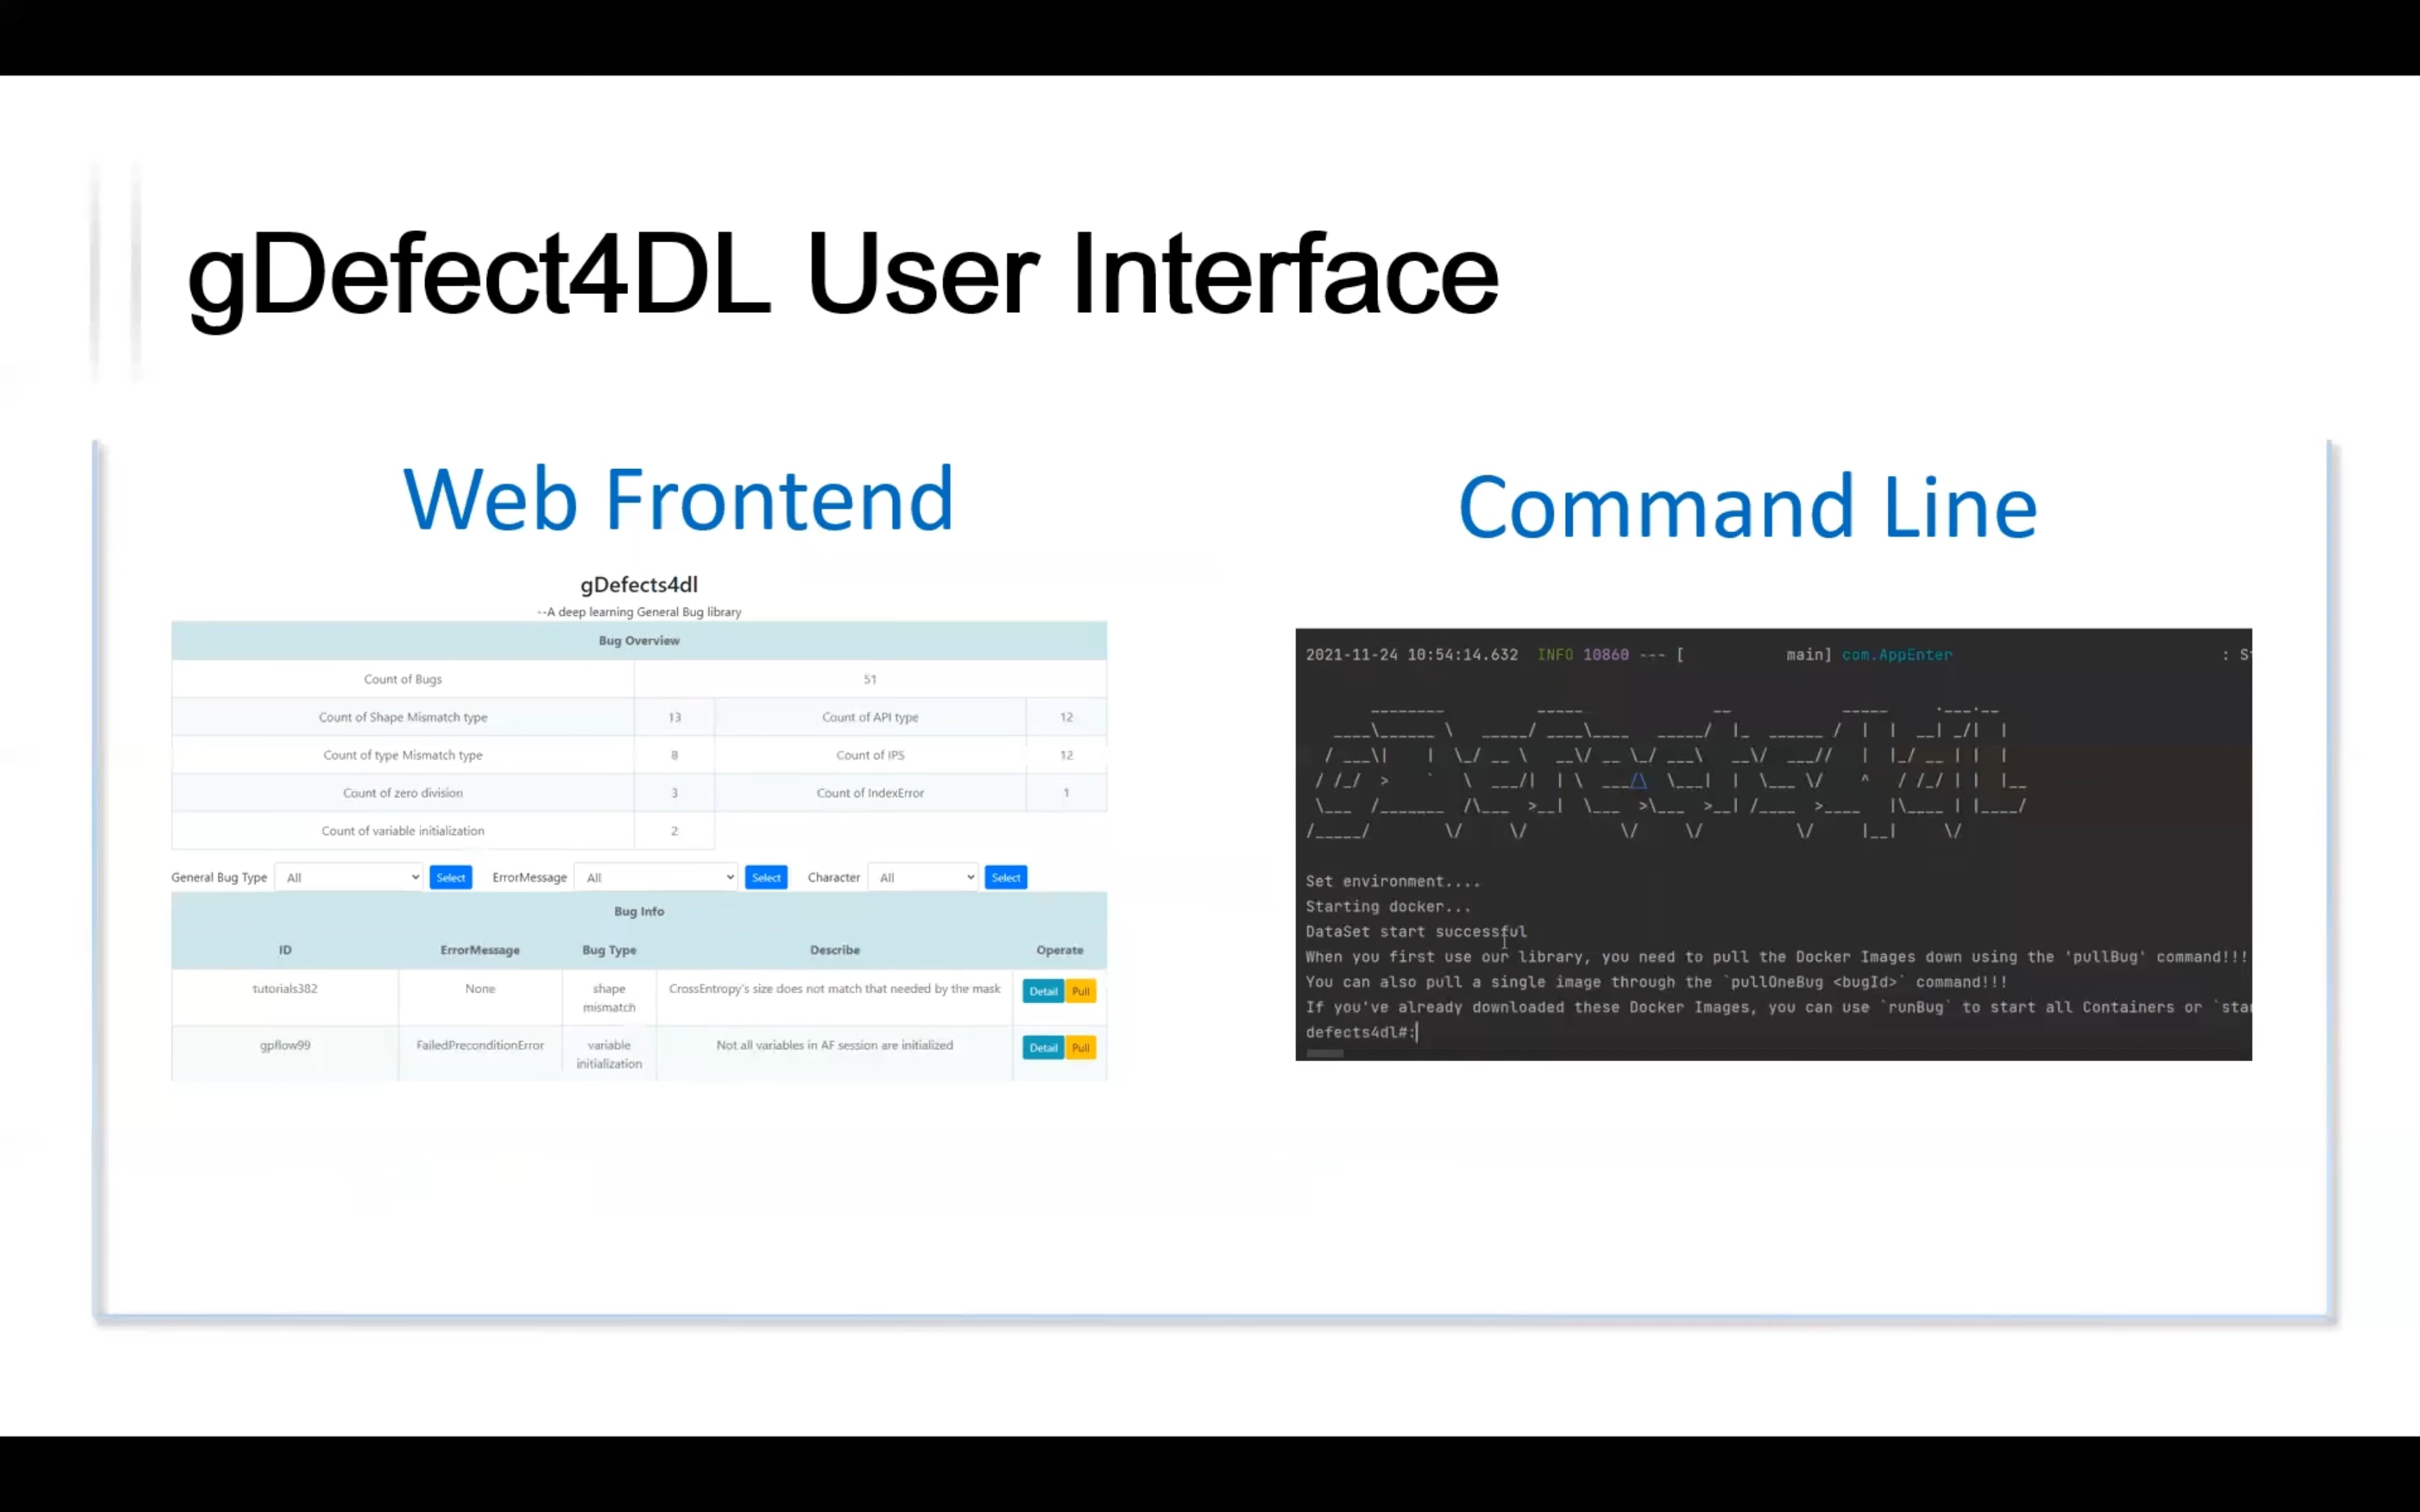 gDefect4DL User Interface
Web Frontend
gDefects4dl
--A deep learning General Bug library
Bug Overview
Count of Bugs 51
Count of Shape Mismatch type 13 Count of API type 12
Count of type Mismatch type 8 Count of IPS 12
Count of zero division 3 Count of IndexError 1
Count of variable initialization 2
General Bug Type All Select ErrorMessage All Select Character All Select
Bug Info
ID ErrorMessage Bug Type Describe Operate
tutorials382 None shape mismatch CrossEntropy's size does not match that needed by the mask Detail Pull
gpflow99 FailedPreconditionError variable initialization Not all variables in AF session are initialized Detail Pull
Command Line
2021-11-24 10:54:14.632 INFO 10860 --- [ main] com.AppEnter : S
gDefects4dL
Set environment....
Starting docker...
DataSet start successful
When you first use our library, you need to pull the Docker Images down using the 'pullBug' command!!!
You can also pull a single image through the `pullOneBug <bugId>` command!!!
If you've already downloaded these Docker Images, you can use `runBug` to start all Containers or `sta
defects4dl#: